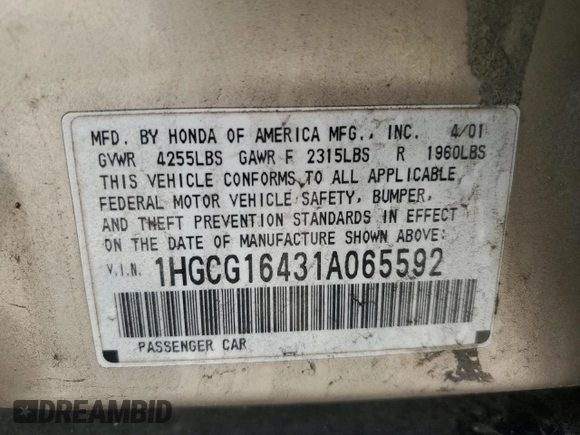 MFD. BY HONDA OF AMERICA MFG., INC. 4/01
GVWR 4255LBS GAWR F 2315LBS R 1960LBS
THIS VEHICLE CONFORMS TO ALL APPLICABLE
FEDERAL MOTOR VEHICLE SAFETY, BUMPER,
AND THEFT PREVENTION STANDARDS IN EFFECT
ON THE DATE OF MANUFACTURE SHOWN ABOVE:
V.I.N. 1HGCG16431A065592
PASSENGER CAR
DREAMBID